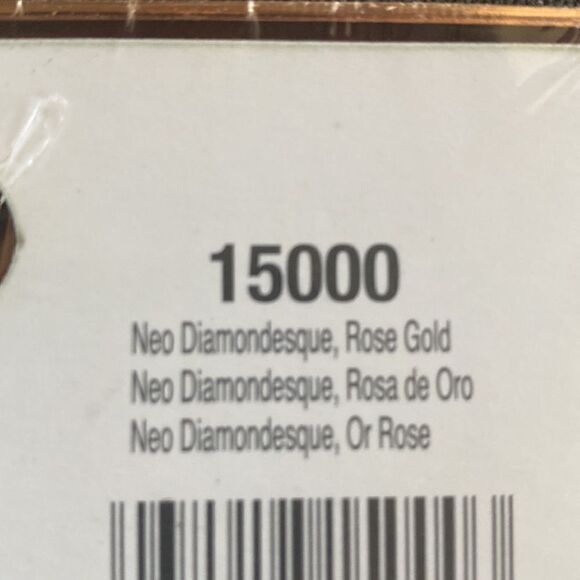 15000
Neo Diamondesque, Rose Gold
Neo Diamondesque, Rosa de Oro
Neo Diamondesque, Or Rose